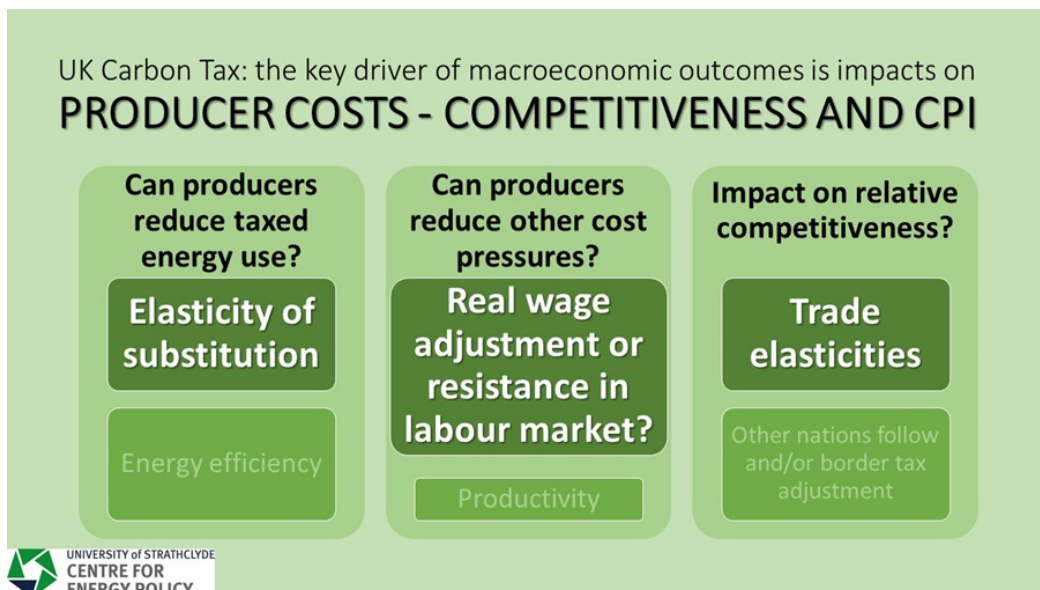 UK Carbon Tax: the key driver of macroeconomic outcomes is impacts on
PRODUCER COSTS - COMPETITIVENESS AND CPI
Can producers
reduce taxed
energy use?
Elasticity of
substitution
Energy efficiency
Can producers
reduce other cost
pressures?
Real wage
adjustment or
resistance in
labour market?
Productivity
Impact on relative
competitiveness?
Trade
elasticities
Other nations follow
and/or border tax
adjustment
UNIVERSITY of STRATHCLYDE
CENTRE FOR
ENERGY POLICY